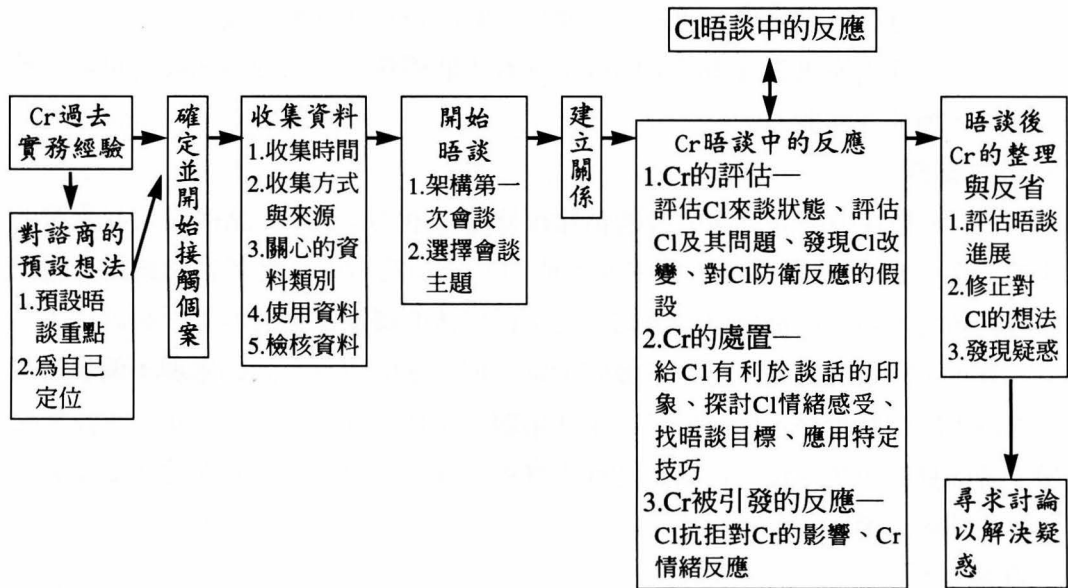 Cr過去
實務經驗
對諮商的
預設想法
1.預設晤
談重點
2.爲自己
定位
確定並開始接觸個案
收集資料
1.收集時間
2.收集方式
與來源
3.關心的資
料類別
4.使用資料
5.檢核資料
開始
晤談
1.架構第一
次會談
2.選擇會談
主題
建立關係
Cl晤談中的反應
Cr晤談中的反應
1.Cr的評估—
評估Cl來談狀態、評估
Cl及其問題、發現Cl改
變、對Cl防衛反應的假
設
2.Cr的處置—
給Cl有利於談話的印
象、探討Cl情緒感受、
找晤談目標、應用特定
技巧
3.Cr被引發的反應—
Cl抗拒對Cr的影響、Cr
情緒反應
晤談後
Cr的整理
與反省
1.評估晤談
進展
2.修正對
Cl的想法
3.發現疑惑
尋求討論
以解決疑
惑